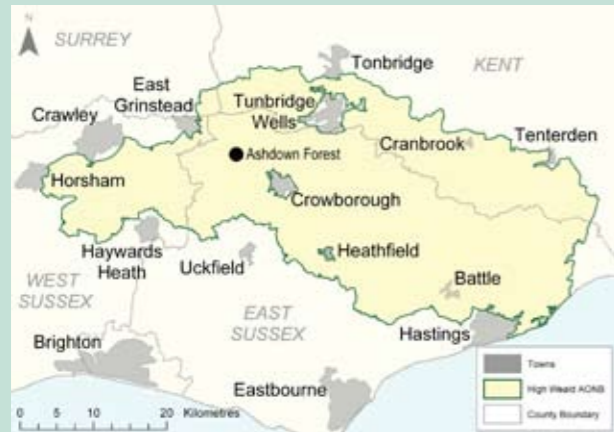 N
SURREY
KENT
Tonbridge
East
Grinstead
Crawley
Tunbridge
Wells
Cranbrook
Tenterden
Ashdown Forest
Horsham
Crowborough
Haywards
Heath
Uckfield
Heathfield
Battle
WEST
SUSSEX
EAST
SUSSEX
Hastings
Brighton
Eastbourne
Towns
High Weald AONB
County Boundary
0 5 10 20 Kilometres